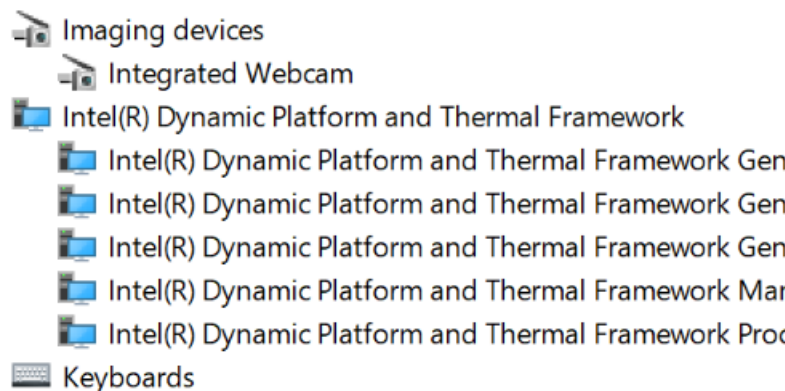 Imaging devices
Integrated Webcam
Intel(R) Dynamic Platform and Thermal Framework
Intel(R) Dynamic Platform and Thermal Framework Gen
Intel(R) Dynamic Platform and Thermal Framework Gen
Intel(R) Dynamic Platform and Thermal Framework Gen
Intel(R) Dynamic Platform and Thermal Framework Man
Intel(R) Dynamic Platform and Thermal Framework Proc
Keyboards